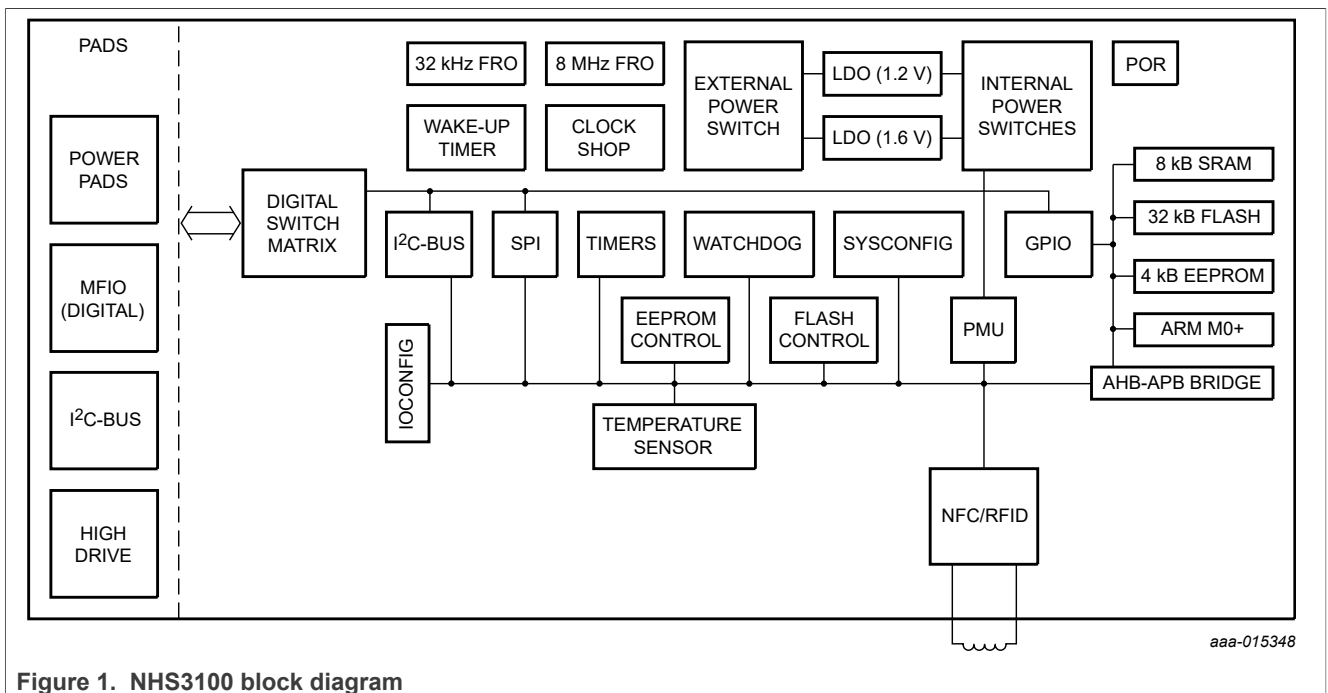 PADS
POWER
PADS
MFIO
(DIGITAL)
I²C-BUS
HIGH
DRIVE
32 kHz FRO
8 MHz FRO
WAKE-UP
TIMER
CLOCK
SHOP
EXTERNAL
POWER
SWITCH
LDO (1.2 V)
LDO (1.6 V)
INTERNAL
POWER
SWITCHES
POR
DIGITAL
SWITCH
MATRIX
I²C-BUS
SPI
TIMERS
WATCHDOG
SYSCONFIG
GPIO
8 kB SRAM
32 kB FLASH
4 kB EEPROM
ARM M0+
AHB-APB BRIDGE
IOCONFIG
EEPROM
CONTROL
FLASH
CONTROL
PMU
TEMPERATURE
SENSOR
NFC/RFID
aaa-015348
Figure 1. NHS3100 block diagram